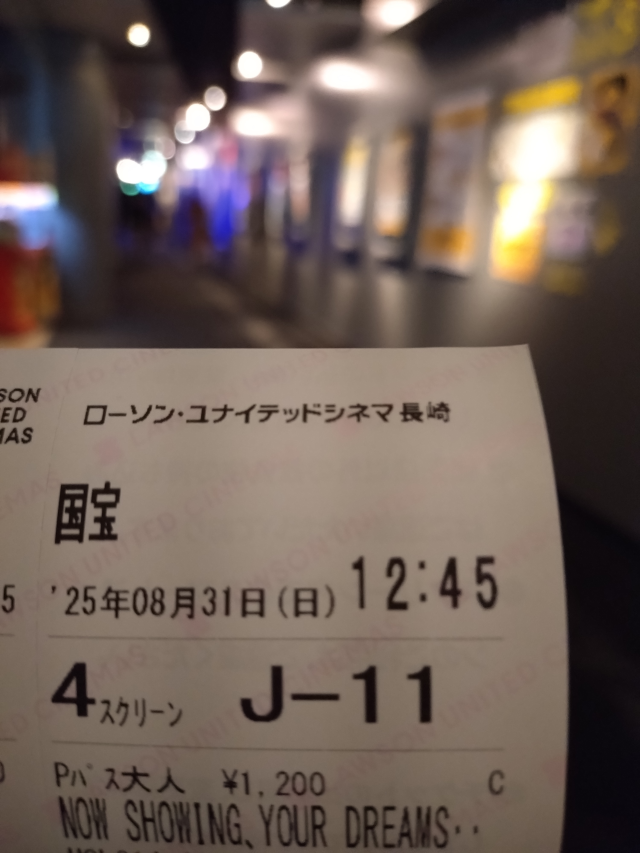 ローソン・ユナイテッドシネマ 長崎
国宝
'25年08月31日(日) 12:45
4スクリーン J-11
Pパス大人 ¥1,200 C
NOW SHOWING、YOUR DREAMS‥